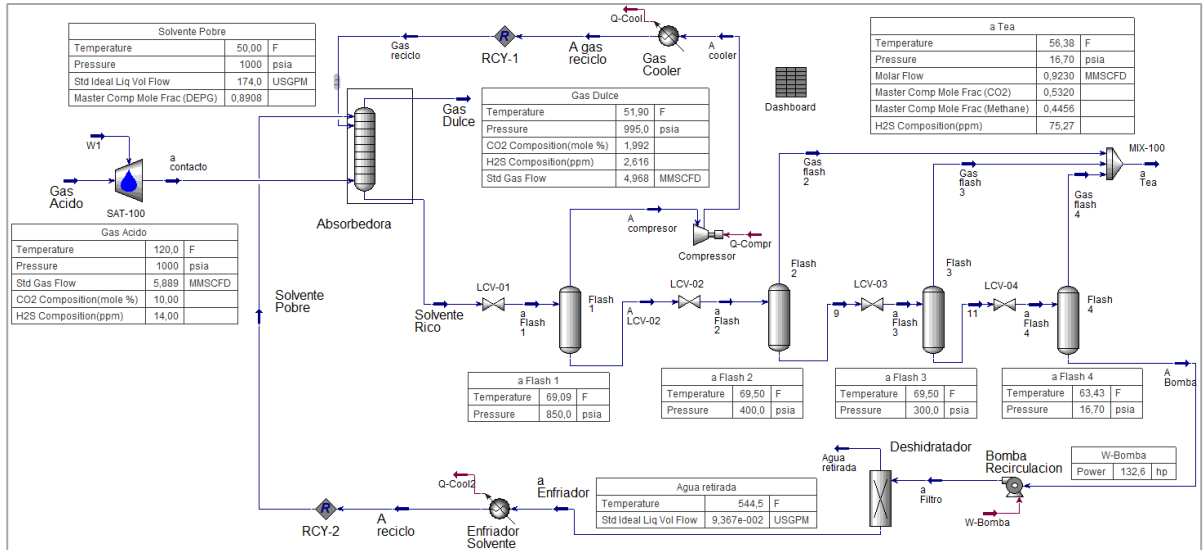 Solvente Pobre
Temperature 50,00 F
Pressure 1000 psia
Std Ideal Liq Vol Flow 174,0 USGPM
Master Comp Mole Frac (DEPG) 0,8908
Gas
reciclo
RCY-1
A gas
reciclo
Q-Cool
Gas
Cooler
A
cooler
Dashboard
a Tea
Temperature 56,38 F
Pressure 16,70 psia
Molar Flow 0,9230 MMSCFD
Master Comp Mole Frac (CO2) 0,5320
Master Comp Mole Frac (Methane) 0,4456
H2S Composition(ppm) 75,27
Gas
Dulce
Gas Dulce
Temperature 51,90 F
Pressure 995,0 psia
CO2 Composition(mole %) 1,992
H2S Composition(ppm) 2,616
Std Gas Flow 4,968 MMSCFD
W1
a
contacto
Gas
Acido
SAT-100
Absorbedora
Gas
flash
2
Gas
flash
3
Gas
flash
4
MIX-100
a
Tea
A
compresor
Compressor
Q-Compr
Gas Acido
Temperature 120,0 F
Pressure 1000 psia
Std Gas Flow 5,889 MMSCFD
CO2 Composition(mole %) 10,00
H2S Composition(ppm) 14,00
Solvente
Pobre
Solvente
Rico
LCV-01
a
Flash
1
Flash
1
A
LCV-02
LCV-02
a
Flash
2
Flash
2
9
LCV-03
a
Flash
3
Flash
3
11
LCV-04
a
Flash
4
Flash
4
A
Bomba
a Flash 1
Temperature 69,09 F
Pressure 850,0 psia
a Flash 2
Temperature 69,50 F
Pressure 400,0 psia
a Flash 3
Temperature 69,50 F
Pressure 300,0 psia
a Flash 4
Temperature 63,43 F
Pressure 16,70 psia
Agua
retirada
Deshidratador
a
Filtro
Bomba
Recirculacion
W-Bomba
W-Bomba
Power 132,6 hp
RCY-2
A
reciclo
Q-Cool2
Enfriador
Solvente
a
Enfriador
Agua retirada
Temperature 544,5 F
Std Ideal Liq Vol Flow 9,367e-002 USGPM